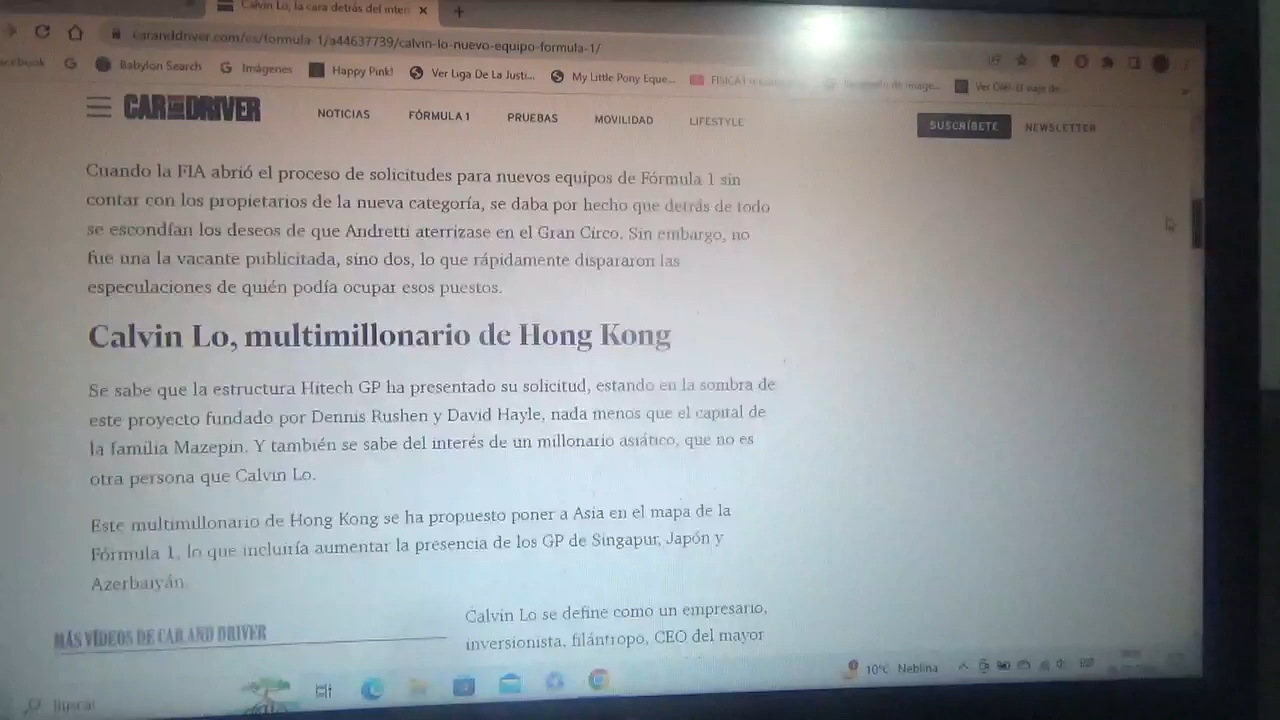 Calvin Lo, la cara detrás del inter
caranddriver.com/es/formula-1/a44637739/calvin-lo-nuevo-equipo-formula-1/
Babylon Search Imágenes Happy Pink! Ver Liga De La Justi... My Little Pony Eque...
CAR AND DRIVER NOTICIAS FÓRMULA 1 PRUEBAS MOVILIDAD LIFESTYLE SUSCRÍBETE NEWSLETTER
Cuando la FIA abrió el proceso de solicitudes para nuevos equipos de Fórmula 1 sin
contar con los propietarios de la nueva categoría, se daba por hecho que detrás de todo
se escondían los deseos de que Andretti aterrizase en el Gran Circo. Sin embargo, no
fue una la vacante publicitada, sino dos, lo que rápidamente dispararon las
especulaciones de quién podía ocupar esos puestos.
Calvin Lo, multimillonario de Hong Kong
Se sabe que la estructura Hitech GP ha presentado su solicitud, estando en la sombra de
este proyecto fundado por Dennis Rushen y David Hayle, nada menos que el capital de
la familia Mazepin. Y también se sabe del interés de un millonario asiático, que no es
otra persona que Calvin Lo.
Este multimillonario de Hong Kong se ha propuesto poner a Asia en el mapa de la
Fórmula 1, lo que incluiría aumentar la presencia de los GP de Singapur, Japón y
Azerbaiyán.
MÁS VÍDEOS DE CAR AND DRIVER
Calvin Lo se define como un empresario,
inversionista, filántropo, CEO del mayor
Buscar
10°C Neblina